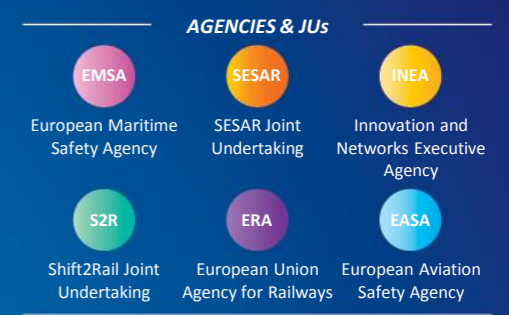 AGENCIES & JUs
EMSA
European Maritime
Safety Agency
SESAR
SESAR Joint
Undertaking
INEA
Innovation and
Networks Executive
Agency
S2R
Shift2Rail Joint
Undertaking
ERA
European Union
Agency for Railways
EASA
European Aviation
Safety Agency